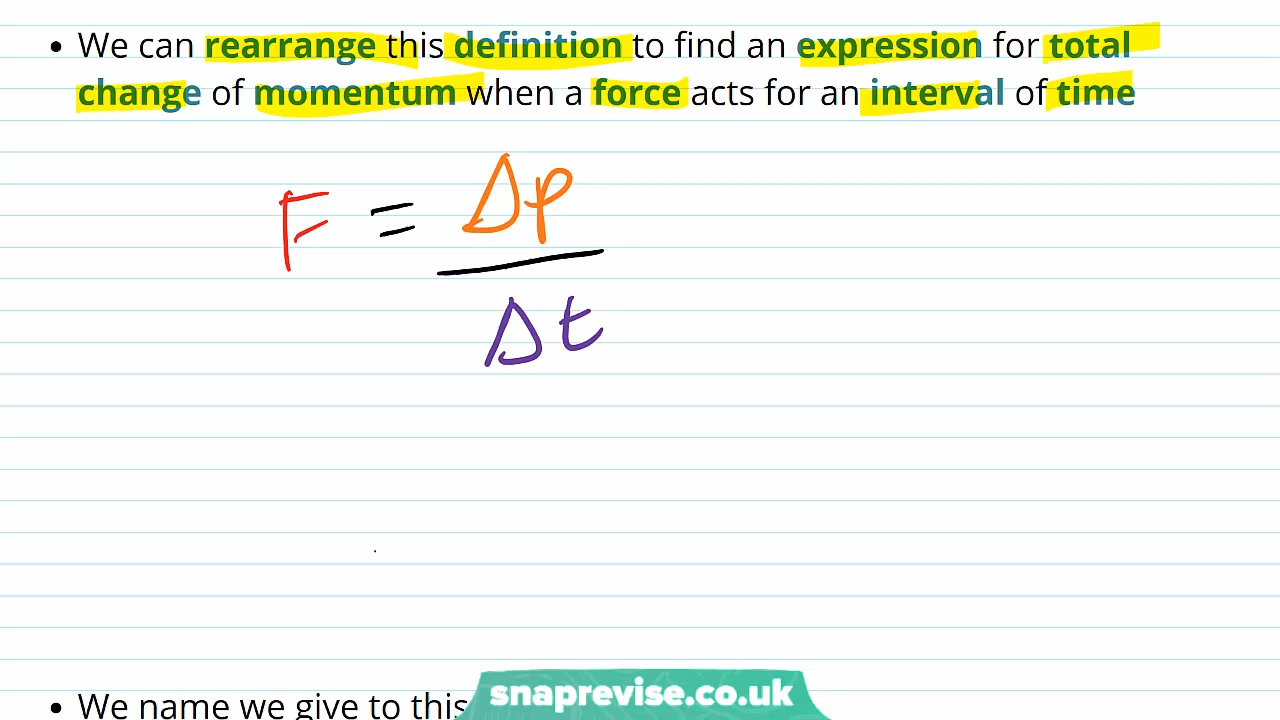 • We can rearrange this definition to find an expression for total
change of momentum when a force acts for an interval of time
F = Δp
Δt
• We name we give to this
snaprevise.co.uk